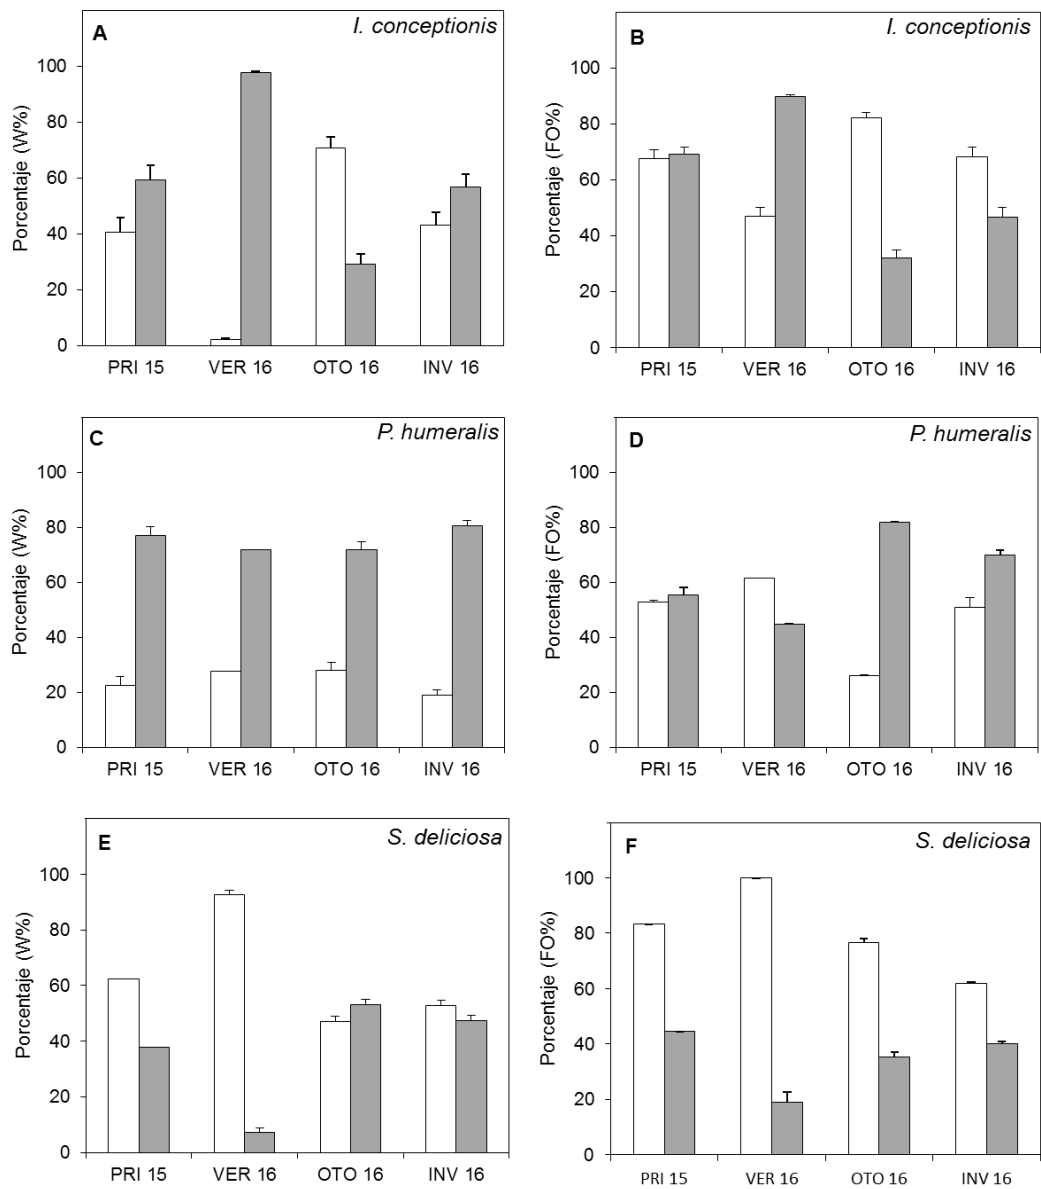 A
I. conceptionis
Porcentaje (W%)
100
80
60
40
20
0
PRI 15 VER 16 OTO 16 INV 16
B
I. conceptionis
Porcentaje (FO%)
100
80
60
40
20
0
PRI 15 VER 16 OTO 16 INV 16
C
P. humeralis
Porcentaje (W%)
100
80
60
40
20
0
PRI 15 VER 16 OTO 16 INV 16
D
P. humeralis
Porcentaje (FO%)
100
80
60
40
20
0
PRI 15 VER 16 OTO 16 INV 16
E
S. deliciosa
Porcentaje (W%)
100
80
60
40
20
0
PRI 15 VER 16 OTO 16 INV 16
F
S. deliciosa
Porcentaje (FO%)
100
80
60
40
20
0
PRI 15 VER 16 OTO 16 INV 16